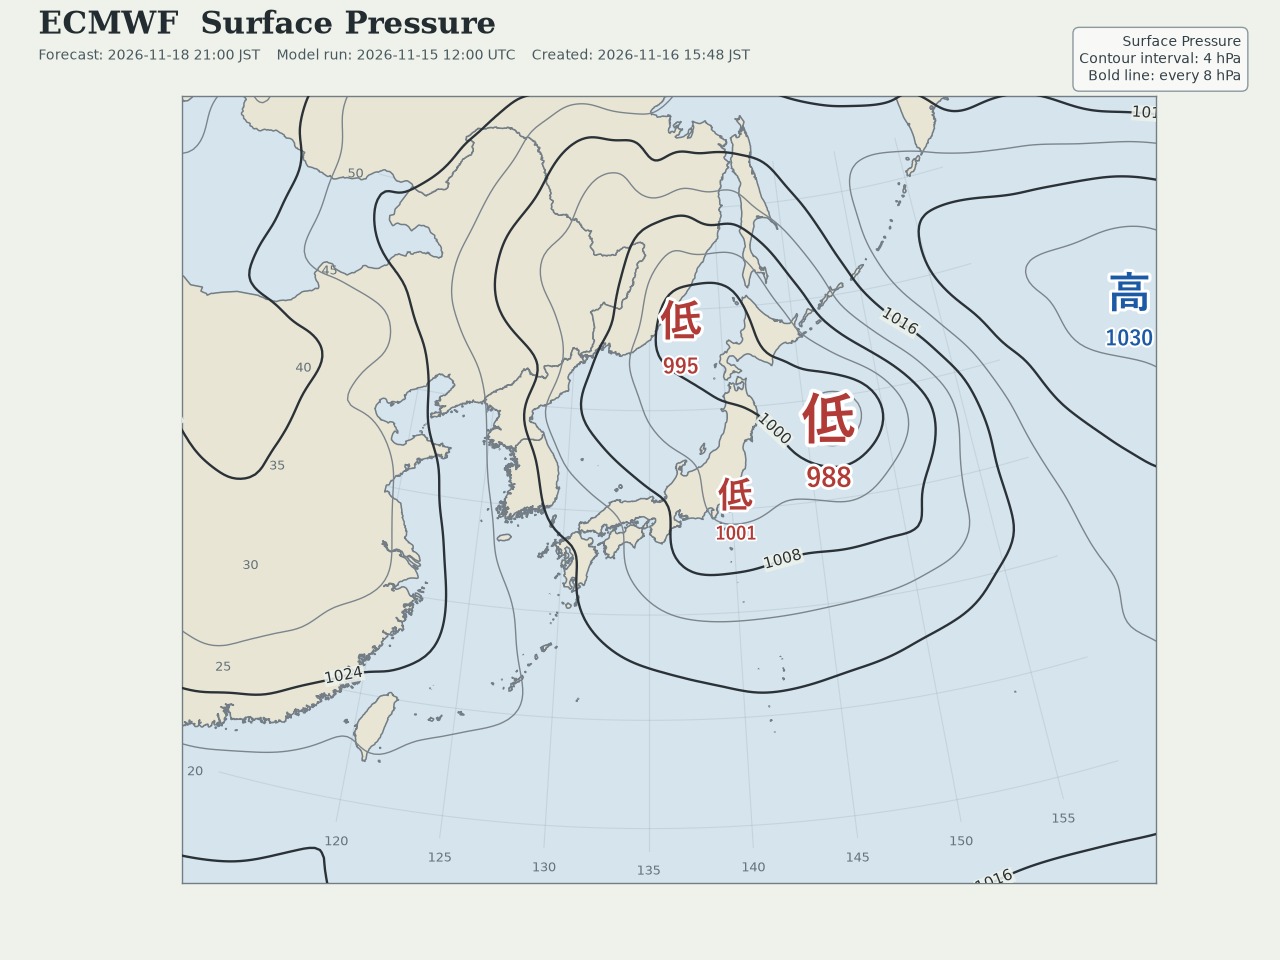 ECMWF  Surface Pressure
Forecast: 2026-11-18 21:00 JST    Model run: 2026-11-15 12:00 UTC    Created: 2026-11-16 15:48 JST
Surface Pressure
Contour interval: 4 hPa
Bold line: every 8 hPa
101
50
45
高
1030
低
995
1016
40
低
988
1000
35
低
1001
30
1008
25
1024
20
155
120
125
130
135
140
145
150
1016